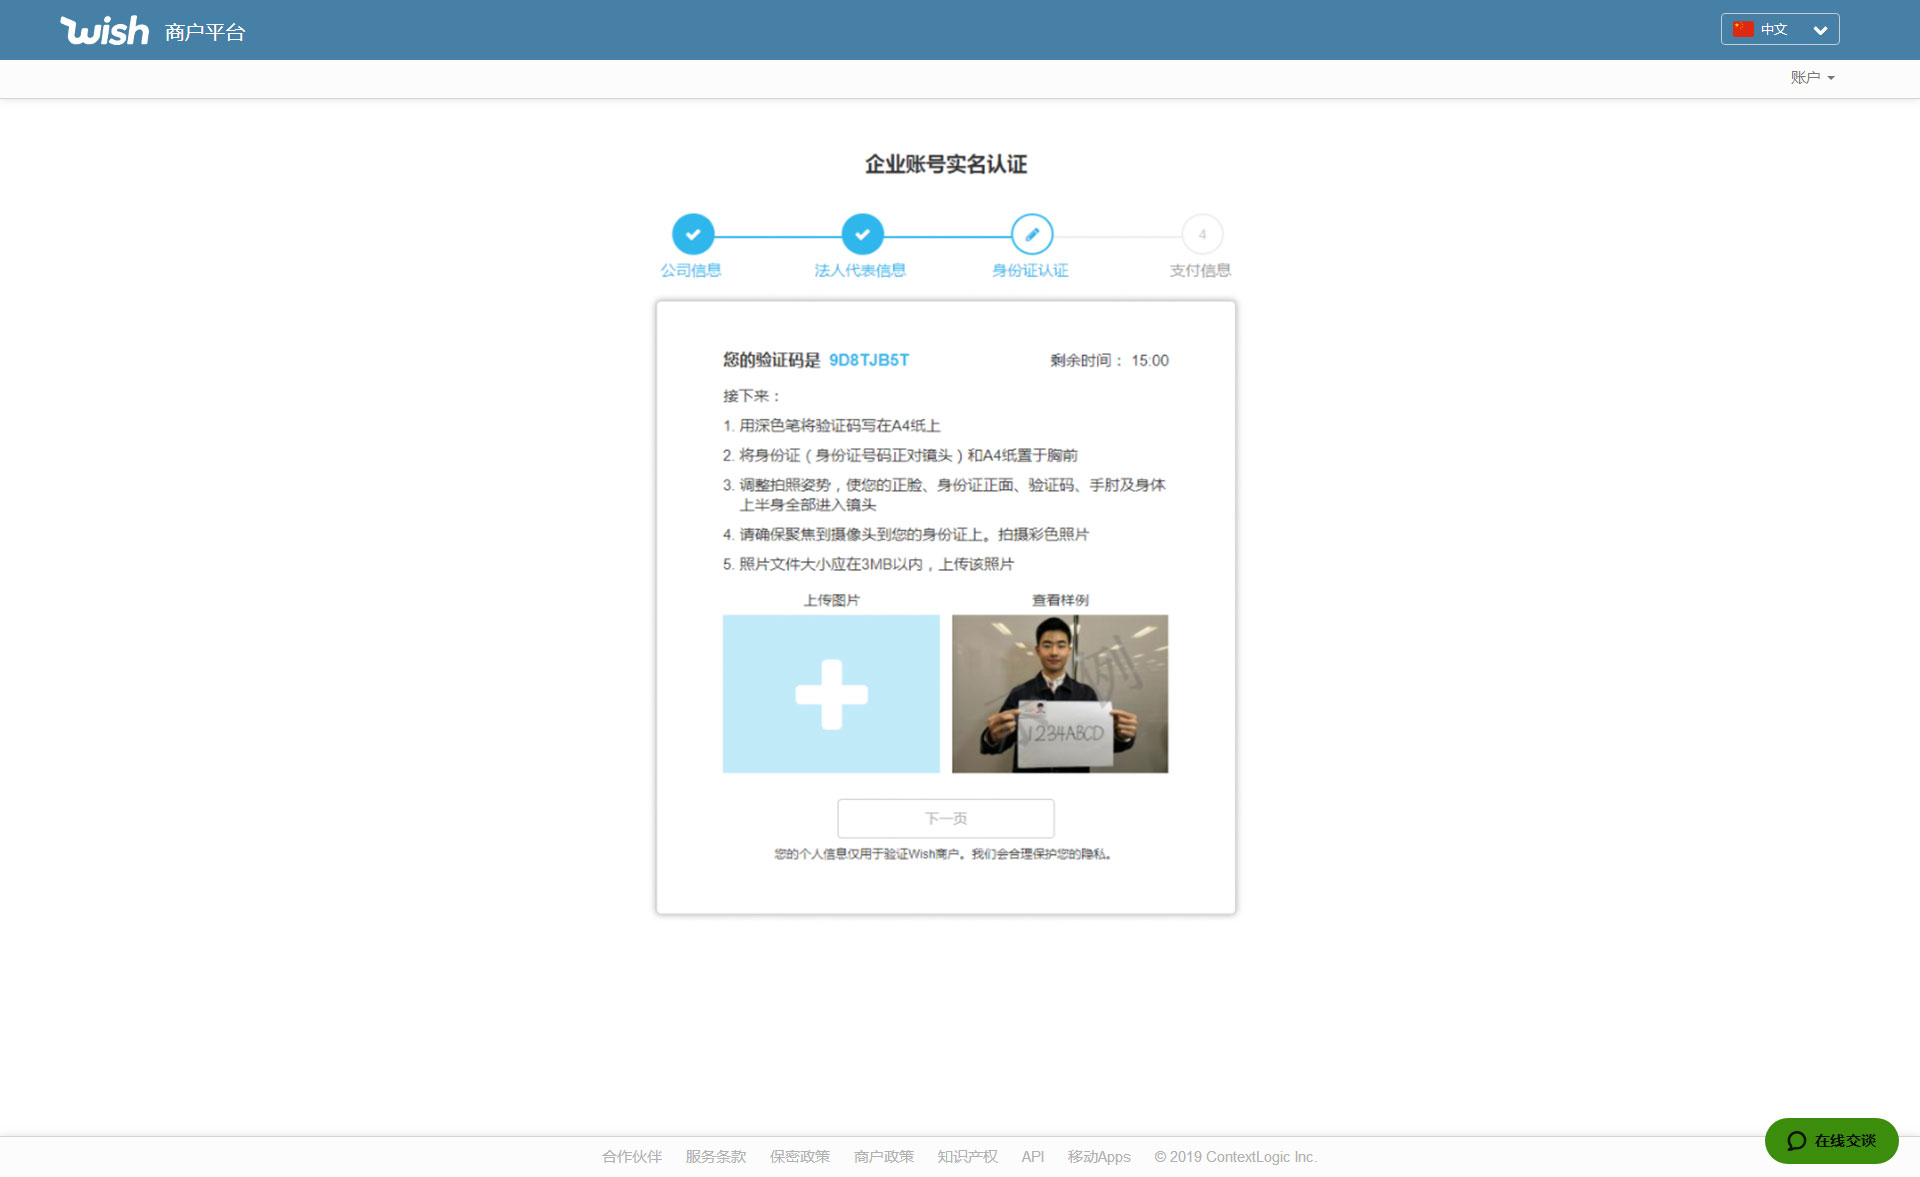 wish 商户平台
中文
账户
企业账号实名认证
4
公司信息 法人代表信息 身份证认证 支付信息
您的验证码是 9D8TJB5T 剩余时间： 15:00
接下来：
1. 用深色笔将验证码写在A4纸上
2. 将身份证（身份证号码正对镜头）和A4纸置于胸前
3. 调整拍照姿势，使您的正脸、身份证正面、验证码、手肘及身体
上半身全部进入镜头
4. 请确保聚焦到摄像头到您的身份证上。拍摄彩色照片
5. 照片文件大小应在3MB以内，上传该照片
上传图片 查看样例
例
1234ABCD
下一页
您的个人信息仅用于验证Wish商户。我们会合理保护您的隐私。
在线交谈
合作伙伴 服务条款 保密政策 商户政策 知识产权 API 移动Apps © 2019 ContextLogic Inc.